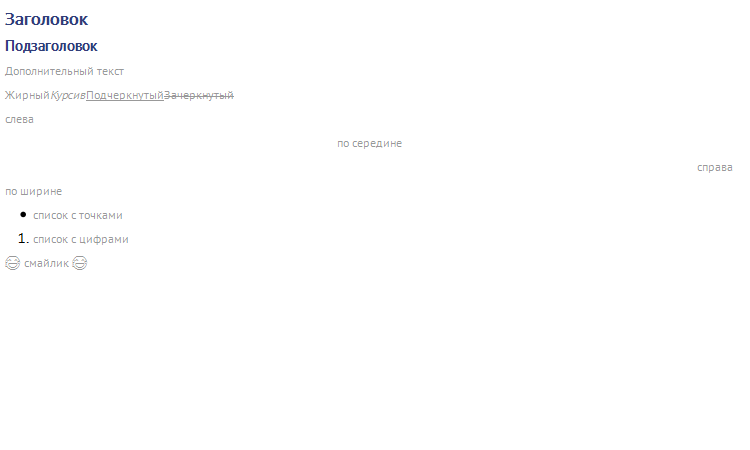 Заголовок
Подзаголовок
Дополнительный текст
ЖирныйКурсивПодчеркнутыйЗачеркнутый
слева
по середине
справа
по ширине
• список с точками
1. список с цифрами
😄 смайлик 😄